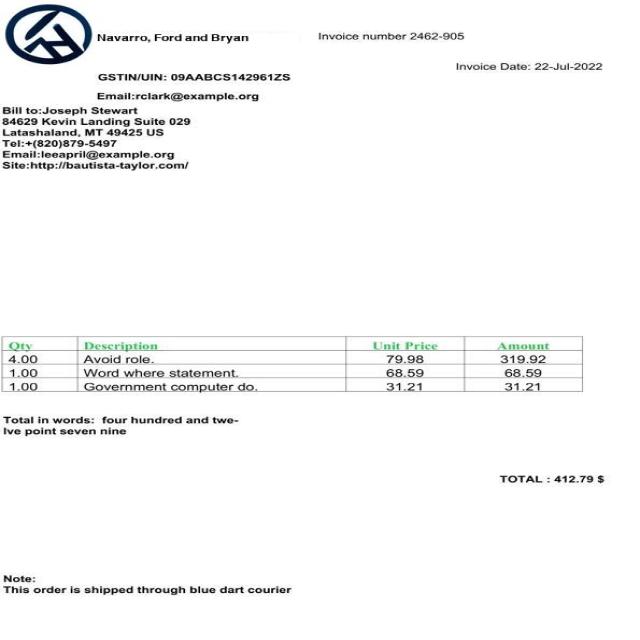 Navarro, Ford and Bryan
Invoice number 2462-905
Invoice Date: 22-Jul-2022
GSTIN/UIN: 09AABCS142961ZS
Email:rclark@example.org
Bill to:Joseph Stewart
84629 Kevin Landing Suite 029
Latashaland, MT 49425 US
Tel:+(820)879-5497
Email:leeapril@example.org
Site:http://bautista-taylor.com/
Qty Description Unit Price Amount
4.00 Avoid role. 79.98 319.92
1.00 Word where statement. 68.59 68.59
1.00 Government computer do. 31.21 31.21
Total in words: four hundred and twe-
lve point seven nine
TOTAL : 412.79 $
Note:
This order is shipped through blue dart courier